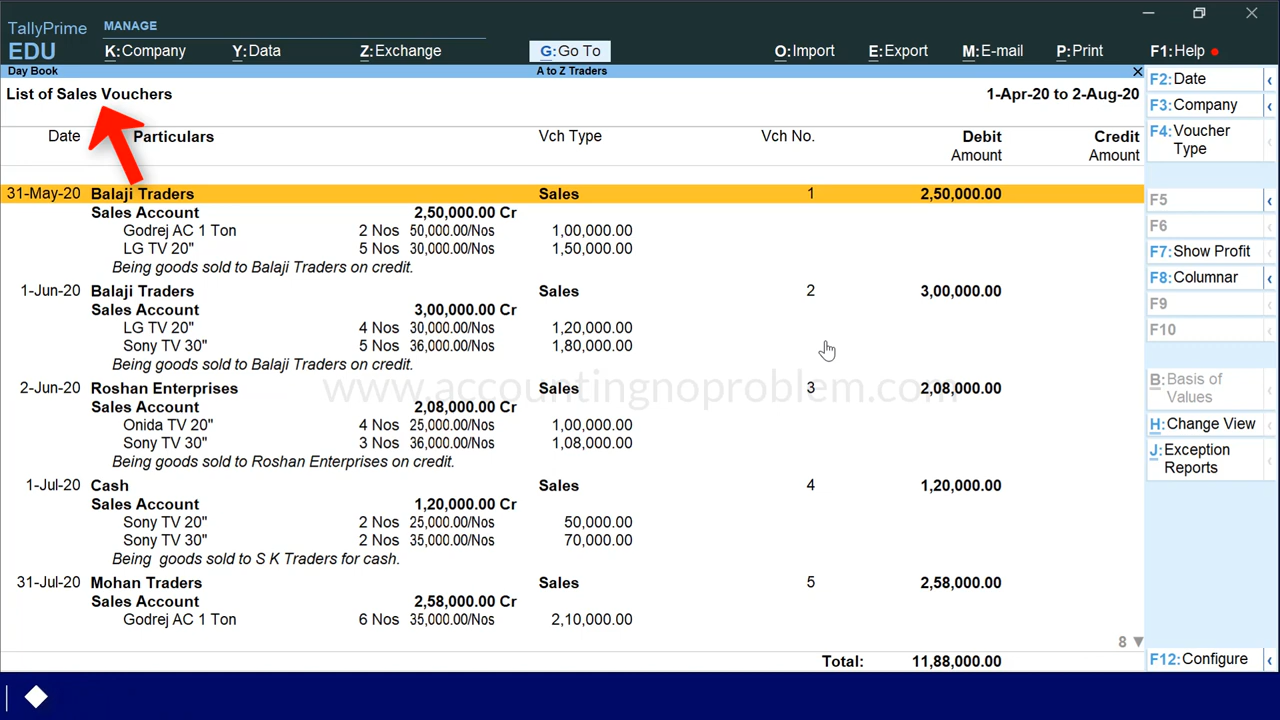 TallyPrime MANAGE
EDU K:Company Y:Data Z:Exchange G:Go To O:Import E:Export M:E-mail P:Print F1:Help
Day Book A to Z Traders
List of Sales Vouchers 1-Apr-20 to 2-Aug-20
Date Particulars Vch Type Vch No. Debit Credit
Amount Amount
31-May-20 Balaji Traders Sales 1 2,50,000.00
Sales Account 2,50,000.00 Cr
Godrej AC 1 Ton 2 Nos 50,000.00/Nos 1,00,000.00
LG TV 20" 5 Nos 30,000.00/Nos 1,50,000.00
Being goods sold to Balaji Traders on credit.
1-Jun-20 Balaji Traders Sales 2 3,00,000.00
Sales Account 3,00,000.00 Cr
LG TV 20" 4 Nos 30,000.00/Nos 1,20,000.00
Sony TV 30" 5 Nos 36,000.00/Nos 1,80,000.00
Being goods sold to Balaji Traders on credit.
www.accountingnoproblem.com
2-Jun-20 Roshan Enterprises Sales 3 2,08,000.00
Sales Account 2,08,000.00 Cr
Onida TV 20" 4 Nos 25,000.00/Nos 1,00,000.00
Sony TV 30" 3 Nos 36,000.00/Nos 1,08,000.00
Being goods sold to Roshan Enterprises on credit.
1-Jul-20 Cash Sales 4 1,20,000.00
Sales Account 1,20,000.00 Cr
Sony TV 20" 2 Nos 25,000.00/Nos 50,000.00
Sony TV 30" 2 Nos 35,000.00/Nos 70,000.00
Being goods sold to S K Traders for cash.
31-Jul-20 Mohan Traders Sales 5 2,58,000.00
Sales Account 2,58,000.00 Cr
Godrej AC 1 Ton 6 Nos 35,000.00/Nos 2,10,000.00
8 ▼
Total: 11,88,000.00
F2:Date
F3:Company
F4:Voucher
Type
F5
F6
F7:Show Profit
F8:Columnar
F9
F10
B:Basis of
Values
H:Change View
J:Exception
Reports
F12:Configure